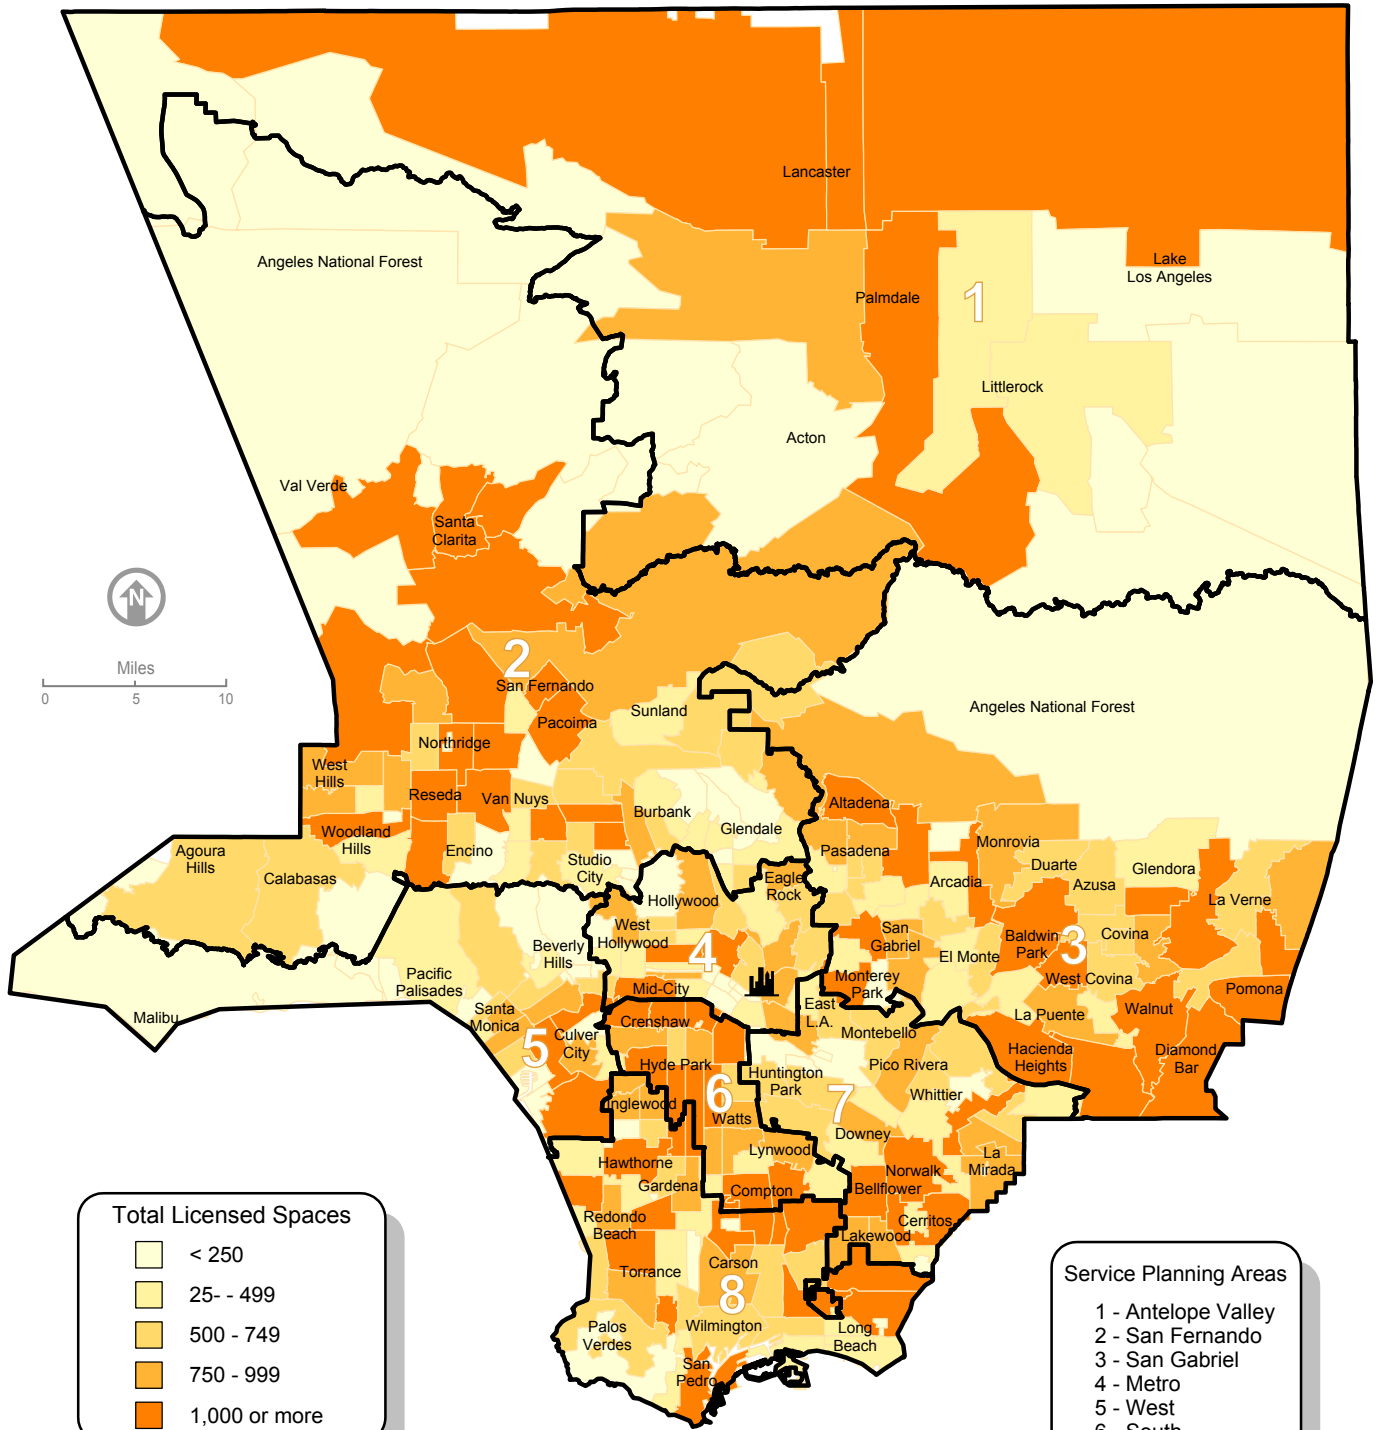 Lancaster
Angeles National Forest
Lake
Los Angeles
Palmdale
1
Littlerock
Acton
Val Verde
Santa
Clarita
N
Miles
0 5 10
2
San Fernando
Sunland
Pacoima
Angeles National Forest
Northridge
West
Hills
Reseda
Van Nuys
Burbank
Altadena
Woodland
Hills
Glendale
Encino
Studio
City
Pasadena
Monrovia
Agoura
Hills
Calabasas
Duarte
Azusa
Glendora
Arcadia
Eagle
Rock
Hollywood
La Verne
West
Hollywood
4
San
Gabriel
Baldwin
Park
3
Covina
Beverly
Hills
El Monte
Pacific
Palisades
Monterey
Park
West Covina
Mid-City
Pomona
Malibu
Santa
Monica
East
L.A.
La Puente
Walnut
Crenshaw
Culver
City
5
Montebello
Hacienda
Heights
Diamond
Bar
Hyde Park
Huntington
Park
Pico Rivera
6
7
Whittier
Inglewood
Watts
Downey
Lynwood
La
Mirada
Hawthorne
Norwalk
Gardena
Compton
Bellflower
Redondo
Beach
Cerritos
Lakewood
Torrance
Carson
8
Palos
Verdes
Wilmington
Long
Beach
San
Pedro
Total Licensed Spaces
< 250
25- - 499
500 - 749
750 - 999
1,000 or more
Service Planning Areas
1 - Antelope Valley
2 - San Fernando
3 - San Gabriel
4 - Metro
5 - West
6 - South